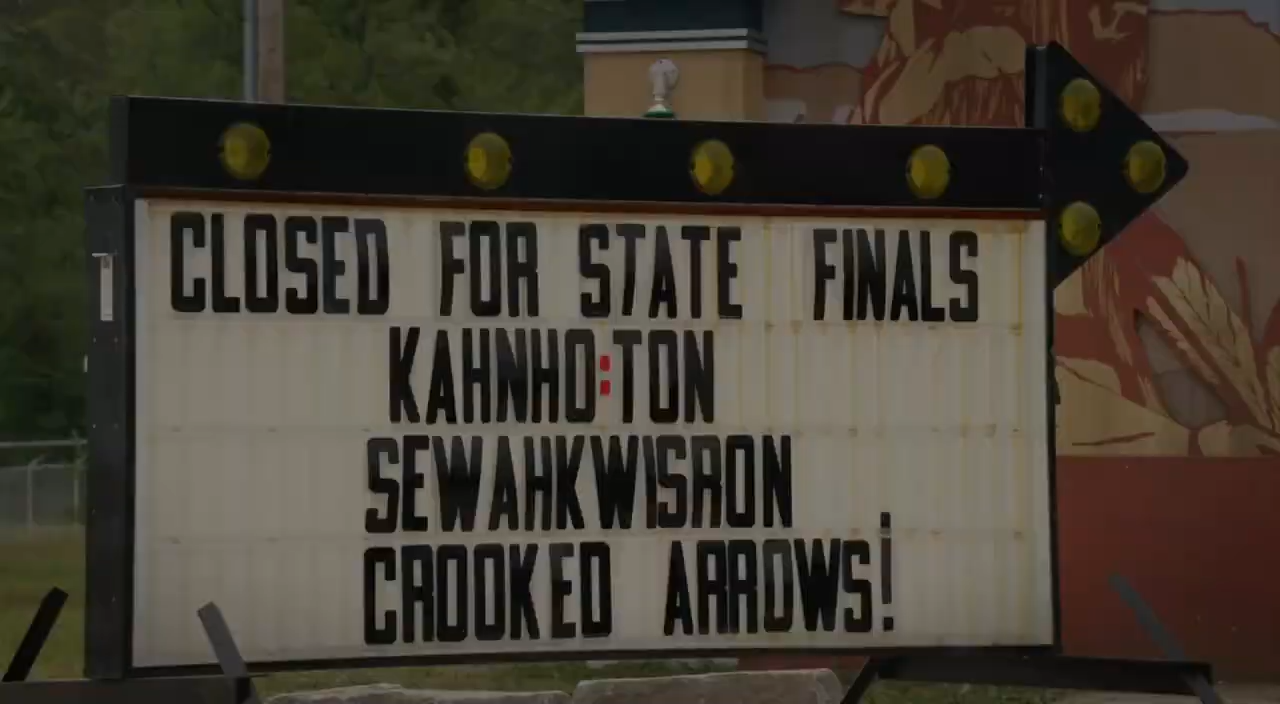 CLOSED FOR STATE FINALS
KAHNHO:TON
SEWAHKWISRON
CROOKED ARROWS!